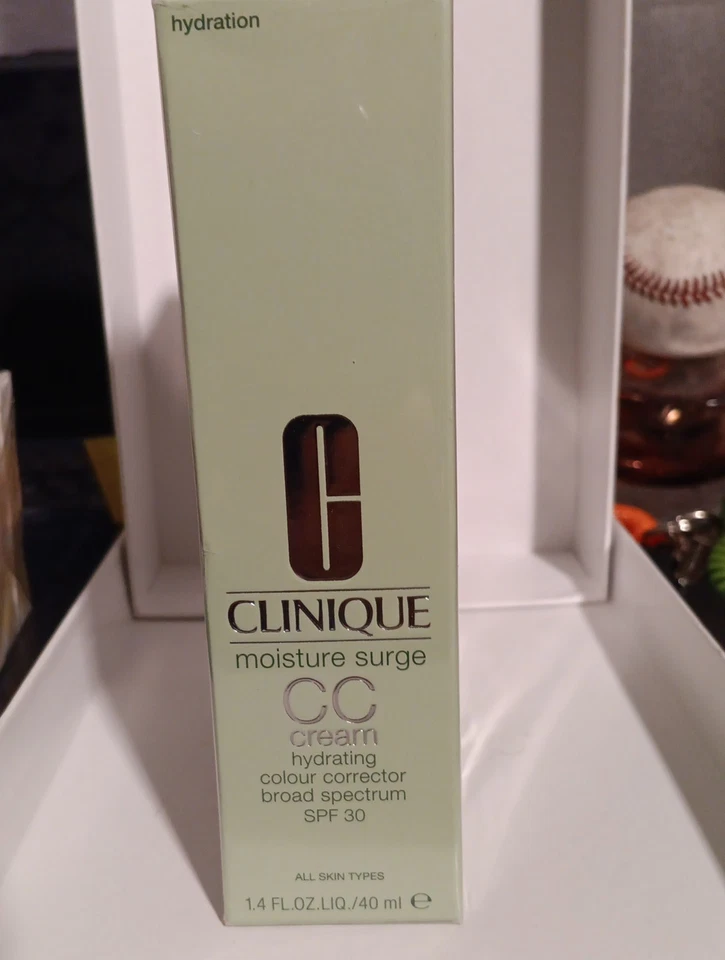 hydration
CLINIQUE
moisture surge
CC
cream
hydrating
colour corrector
broad spectrum
SPF 30
ALL SKIN TYPES
1.4 FL.OZ.LIQ./40 ml ℮